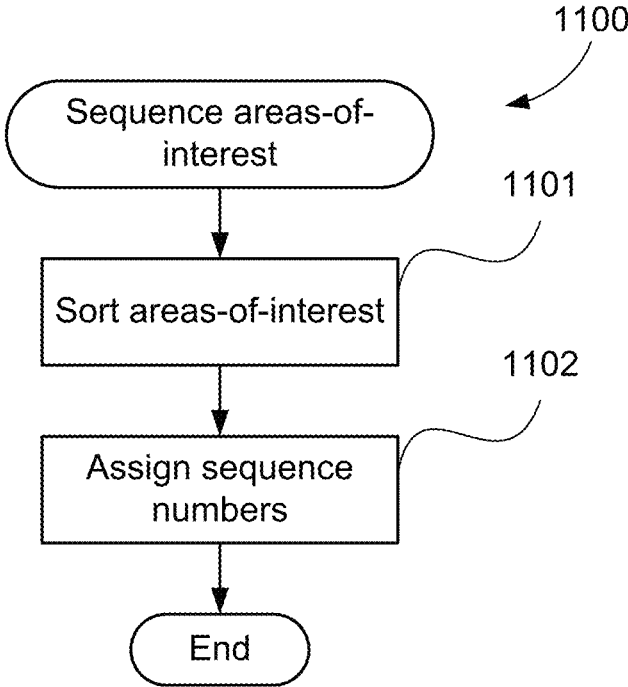 1100
Sequence areas-of-
interest
1101
Sort areas-of-interest
1102
Assign sequence
numbers
End